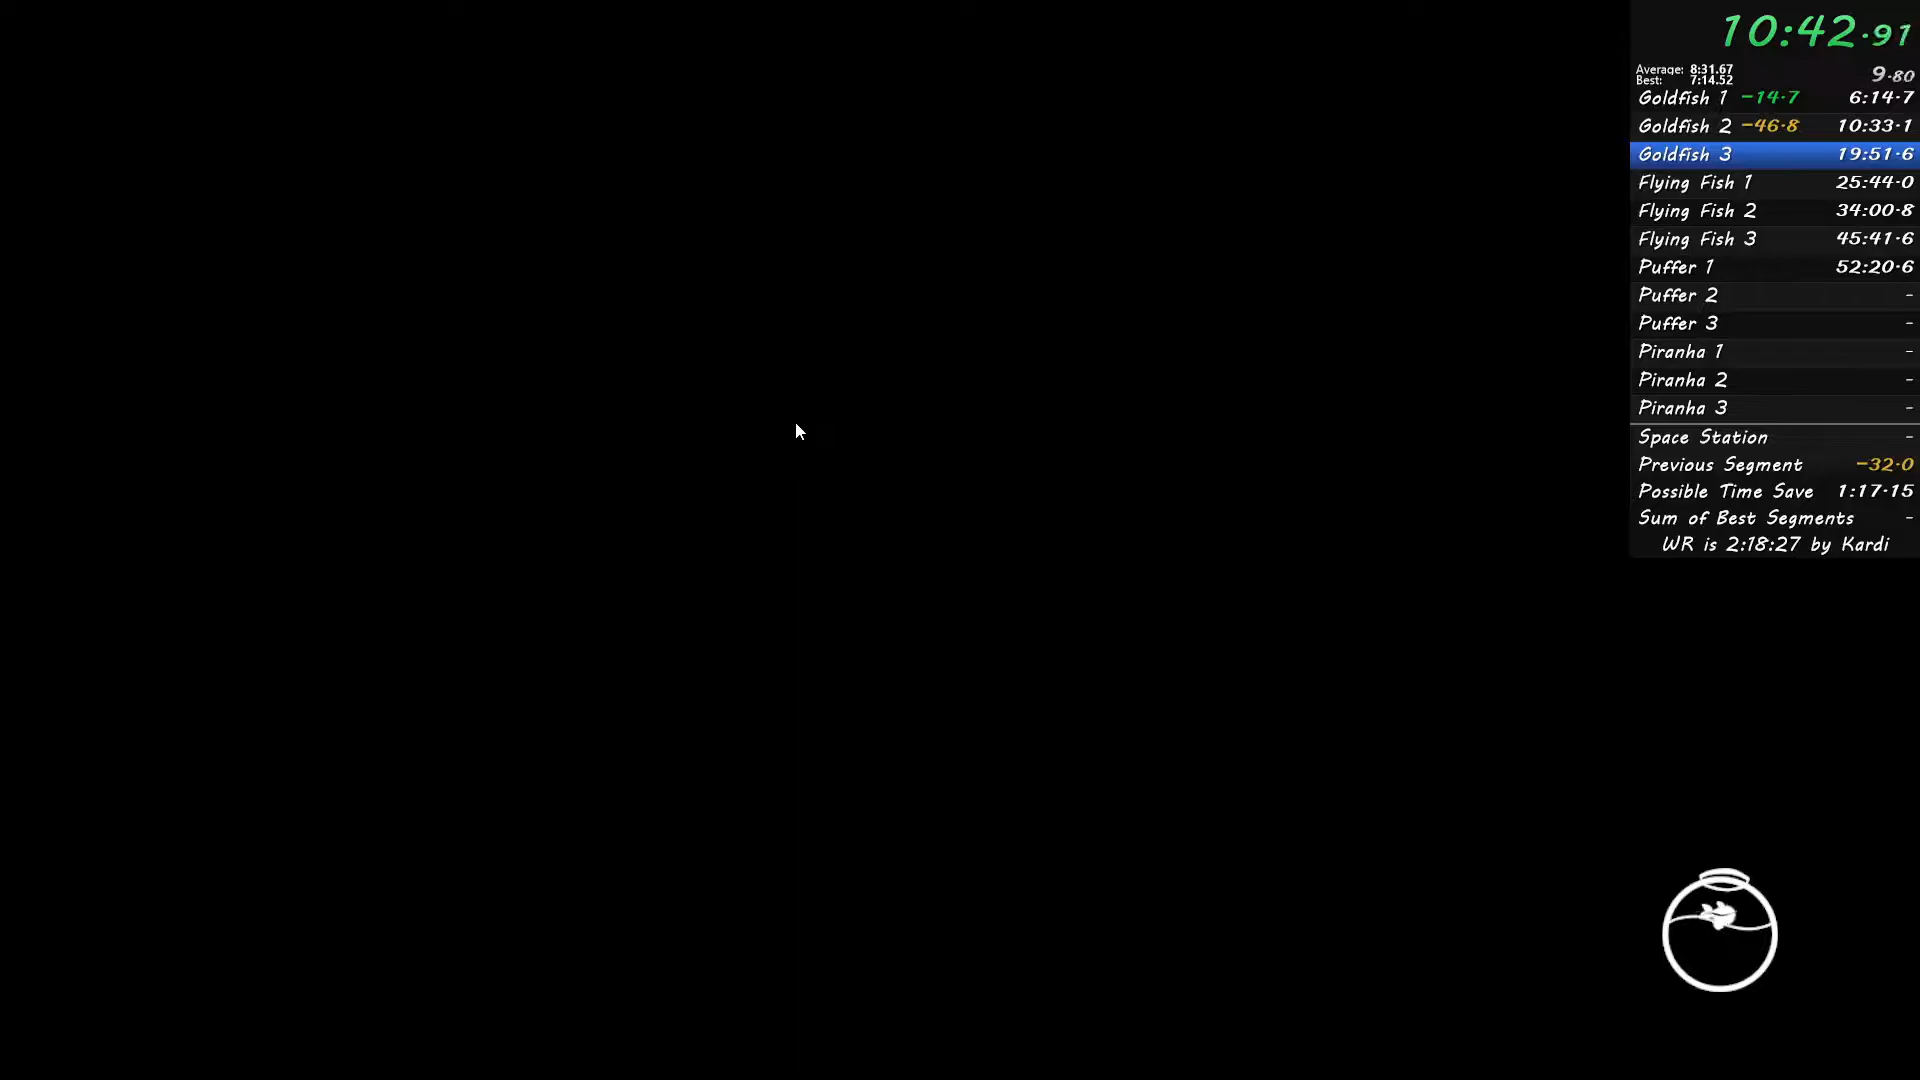 10:42.91
Average: 8:31.67
Best: 7:14.52
9.80
Goldfish 1 -14.7 6:14.7
Goldfish 2 -46.8 10:33.1
Goldfish 3 19:51.6
Flying Fish 1 25:44.0
Flying Fish 2 34:00.8
Flying Fish 3 45:41.6
Puffer 1 52:20.6
Puffer 2 -
Puffer 3 -
Piranha 1 -
Piranha 2 -
Piranha 3 -
Space Station -
Previous Segment -32.0
Possible Time Save 1:17.15
Sum of Best Segments -
WR is 2:18:27 by Kardi